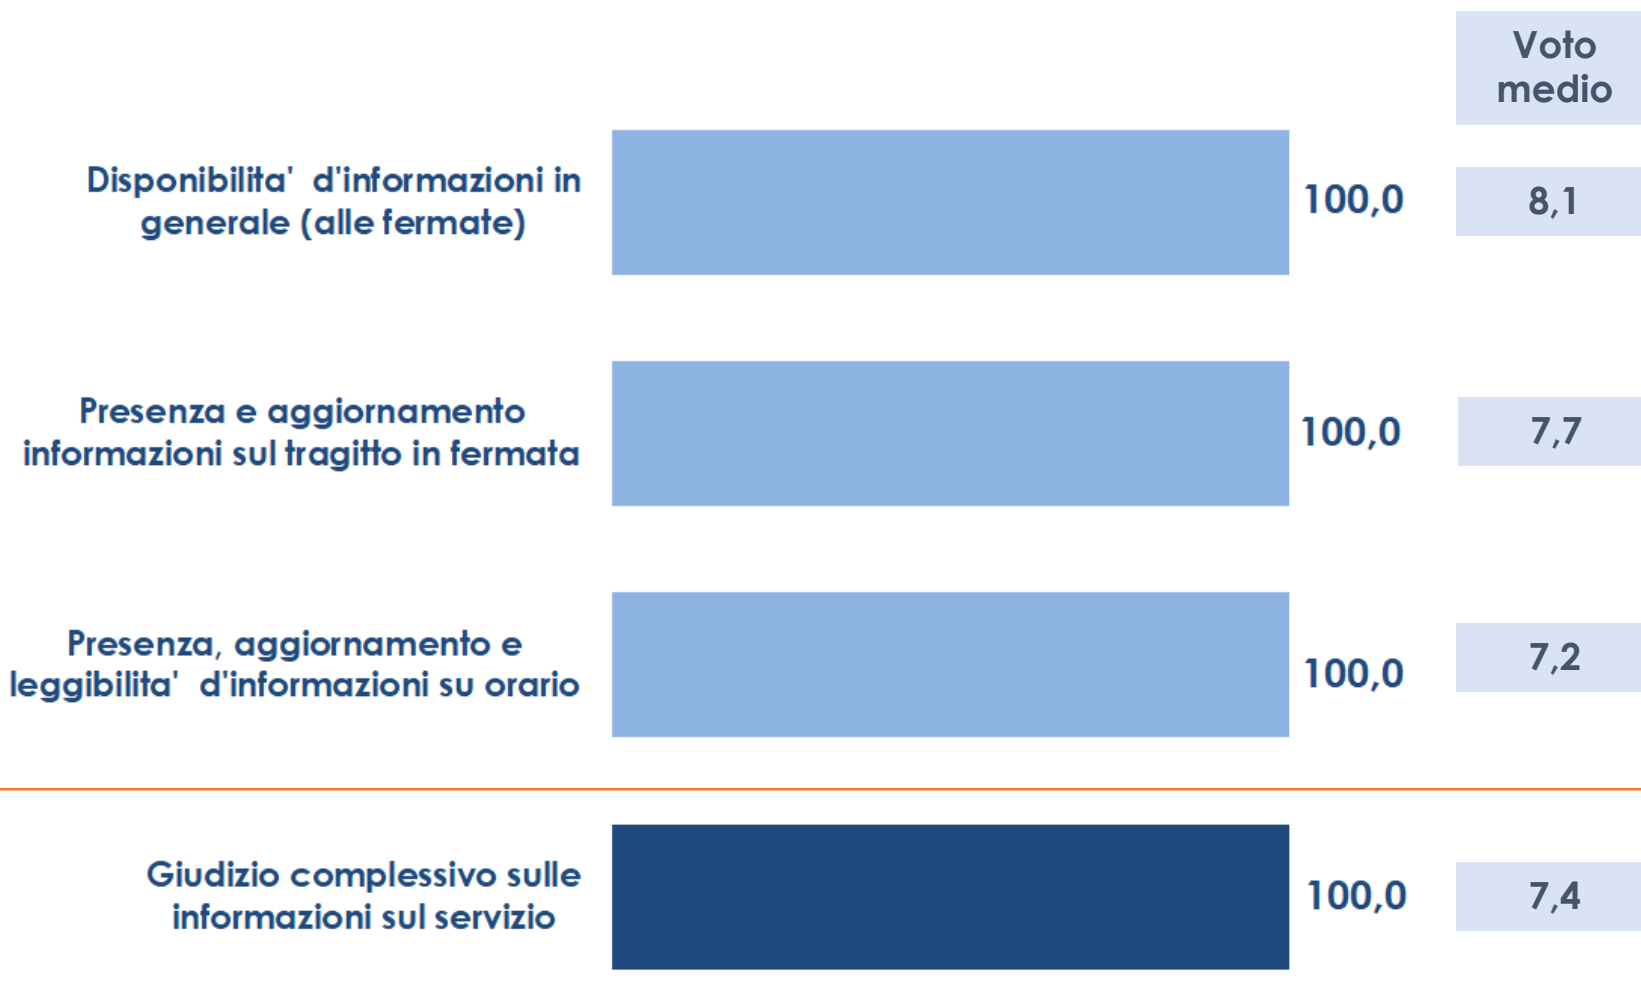 Voto
medio
Disponibilita'  d'informazioni in
generale (alle fermate)
100,0
8,1
Presenza e aggiornamento
informazioni sul tragitto in fermata
100,0
7,7
Presenza, aggiornamento e
leggibilita'  d'informazioni su orario
100,0
7,2
Giudizio complessivo sulle
informazioni sul servizio
100,0
7,4